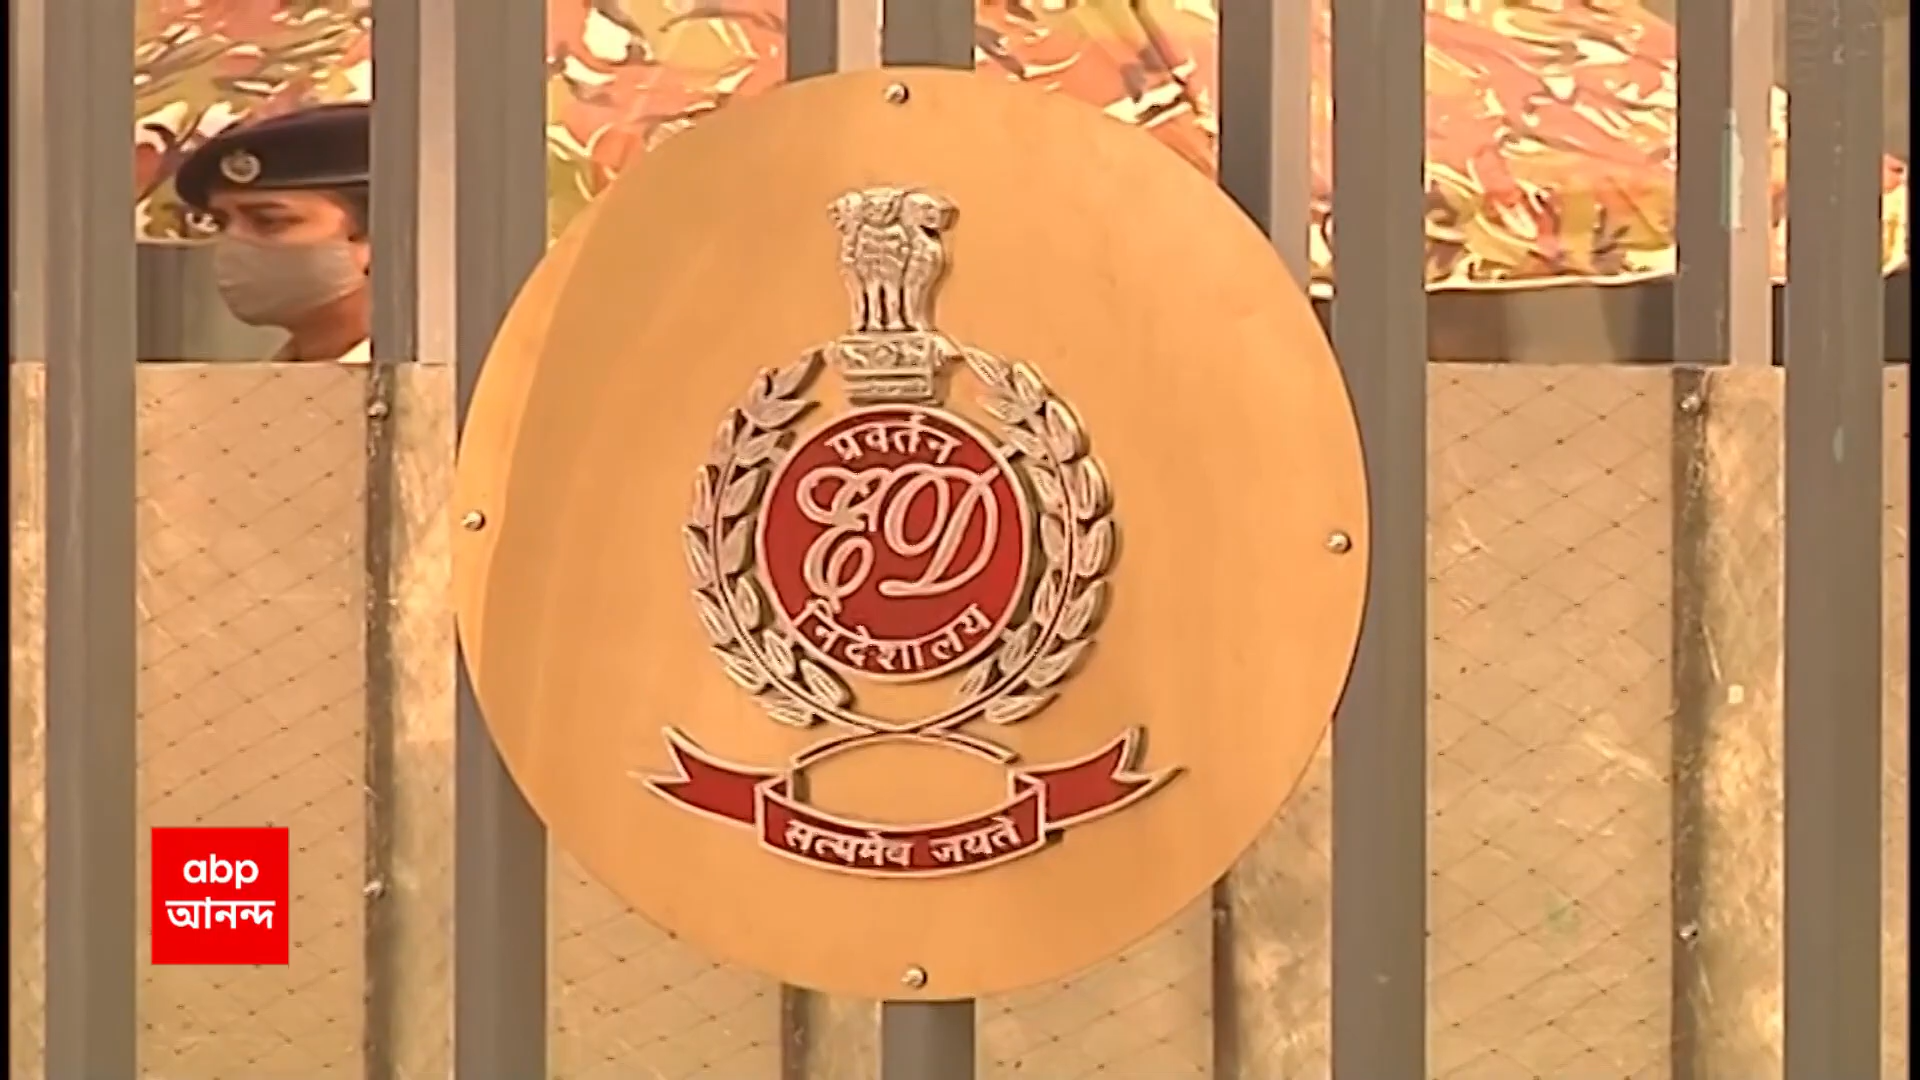 प्रवर्तन
ED
निदेशालय
सत्यमेव जयते
abp
আনন্দ